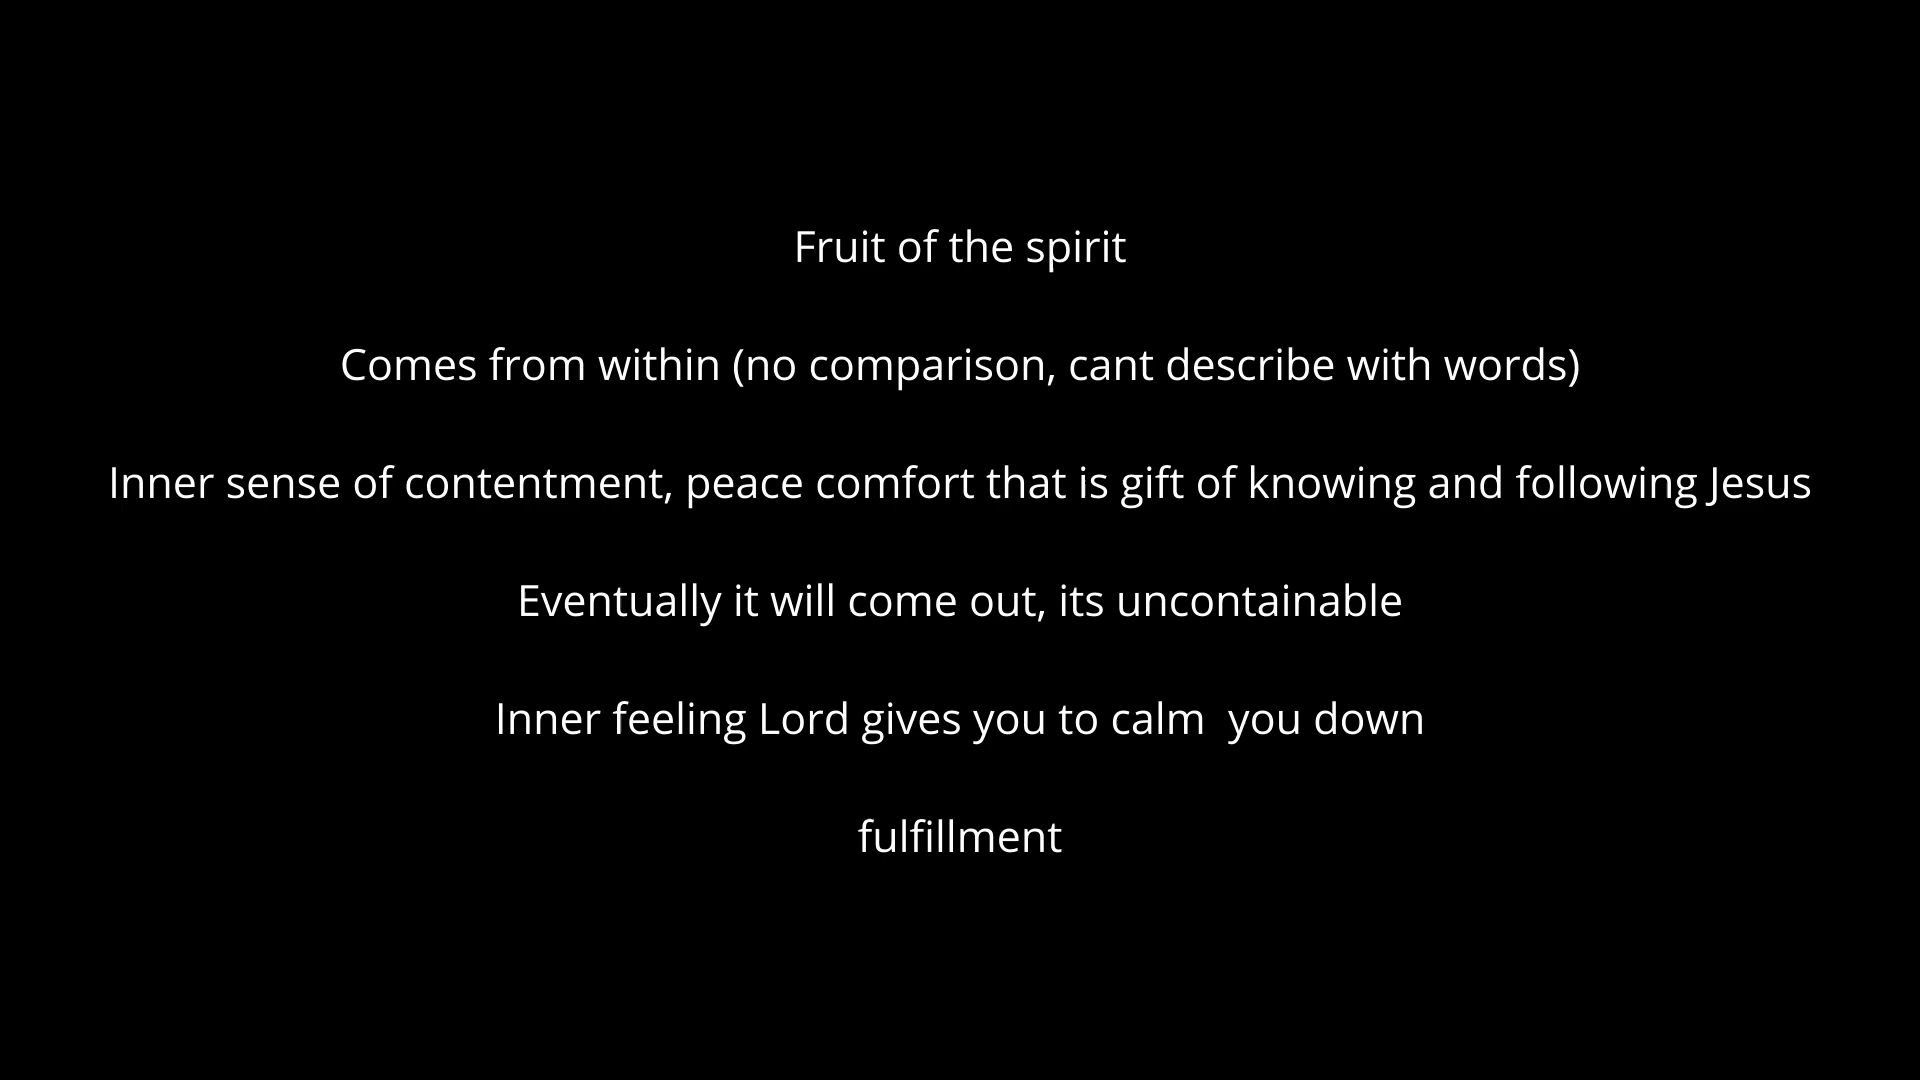 Fruit of the spirit
Comes from within (no comparison, cant describe with words)
Inner sense of contentment, peace comfort that is gift of knowing and following Jesus
Eventually it will come out, its uncontainable
Inner feeling Lord gives you to calm  you down
fulfillment